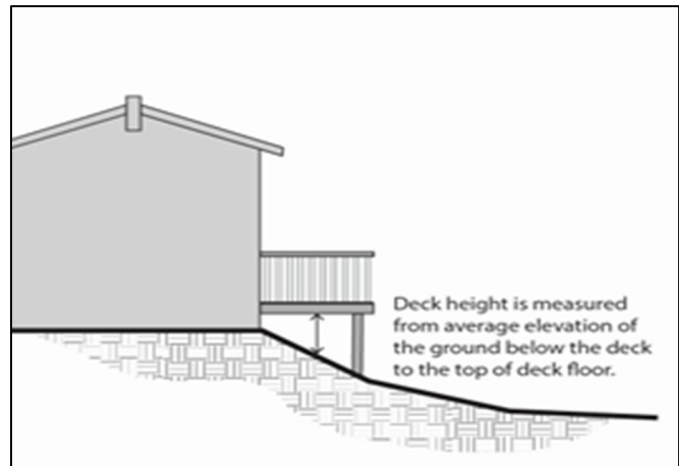 Deck height is measured
from average elevation of
the ground below the deck
to the top of deck floor.